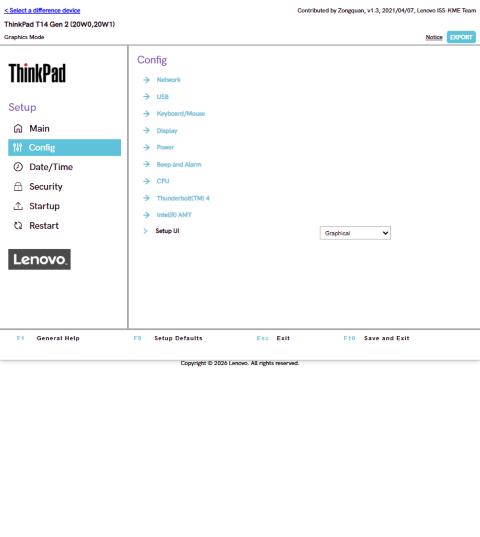 < Select a difference device
Contributed by Zongquan, v1.3, 2021/04/07, Lenovo ISS-KME Team
ThinkPad T14 Gen 2 (20W0,20W1)
Graphics Mode
Notice
EXPORT
ThinkPad
Setup
Main
Config
Date/Time
Security
Startup
Restart
Lenovo
Config
Network
USB
Keyboard/Mouse
Display
Power
Beep and Alarm
CPU
Thunderbolt(TM) 4
Intel(R) AMT
Setup UI
Graphical
F1 General Help
F9 Setup Defaults
Esc Exit
F10 Save and Exit
Copyright © 2026 Lenovo. All rights reserved.